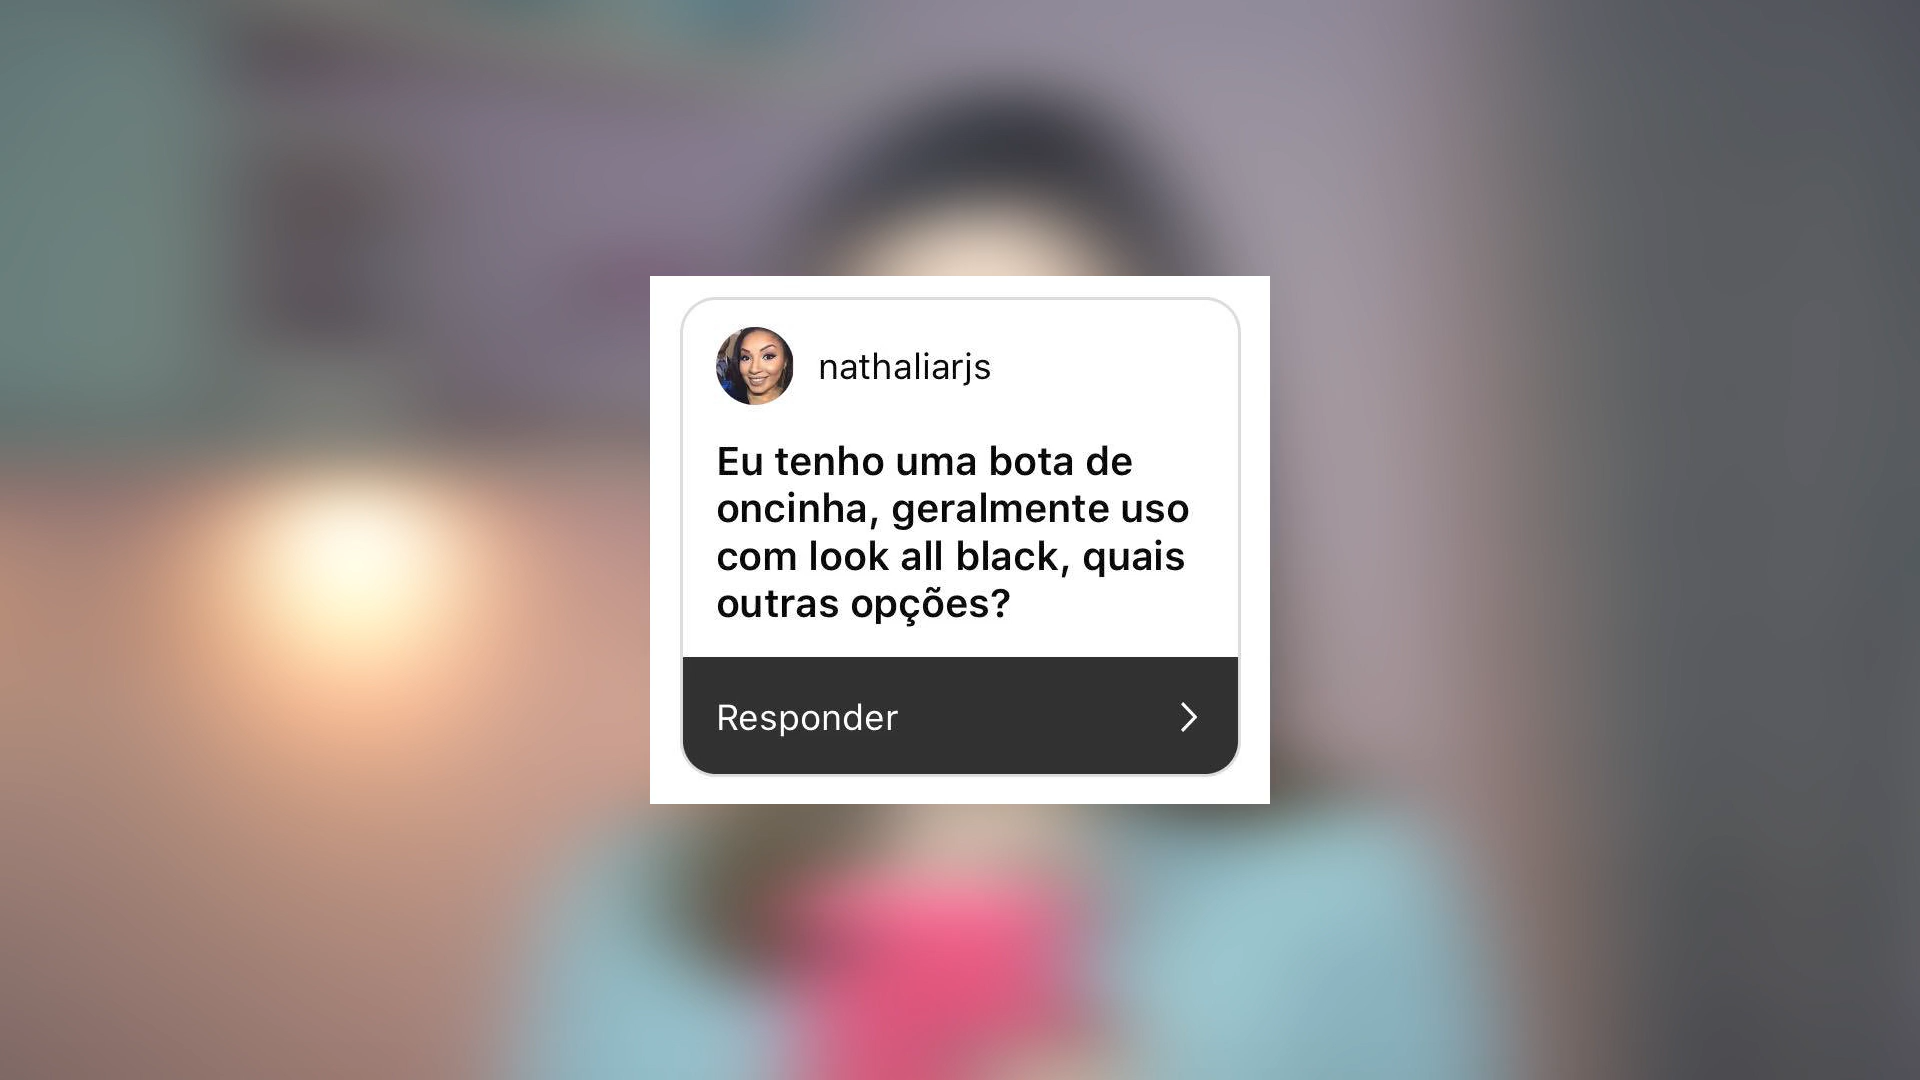 nathaliarjs
Eu tenho uma bota de
oncinha, geralmente uso
com look all black, quais
outras opções?
Responder